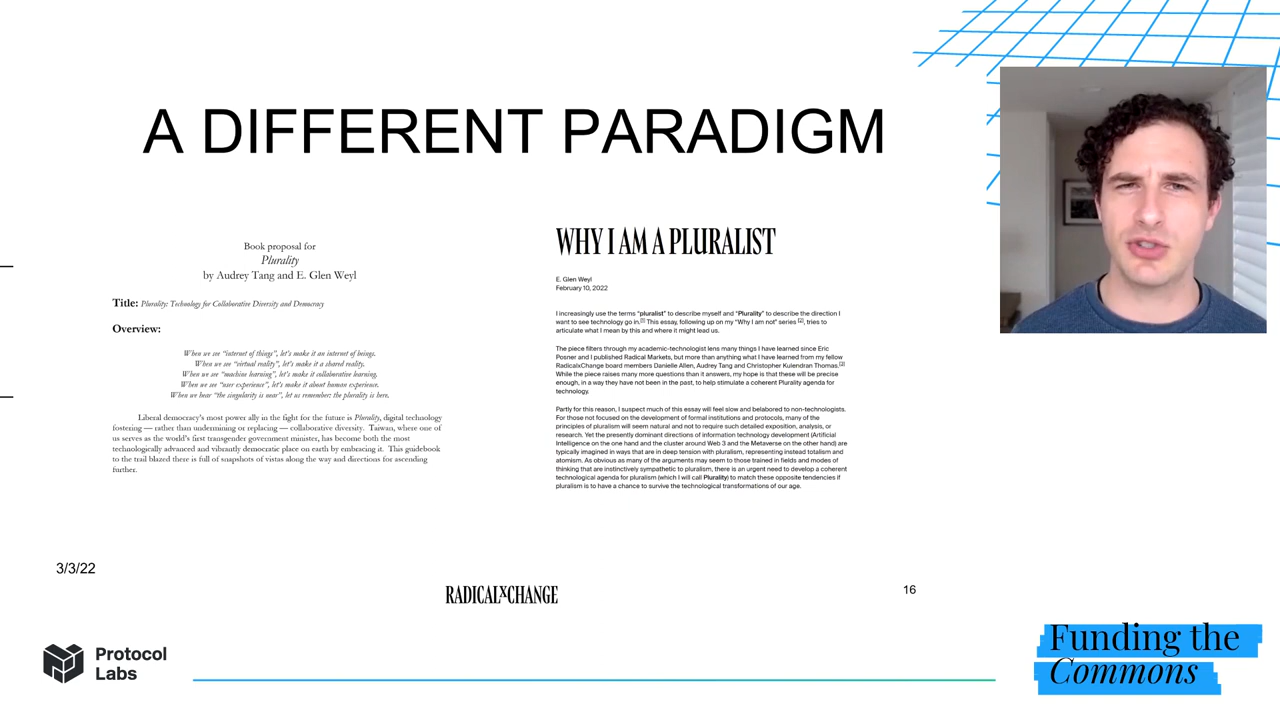 A DIFFERENT PARADIGM
Book proposal for
Plurality
by Audrey Tang and E. Glen Weyl
Title: Plurality: Technology for Collaborative Diversity and Democracy
Overview:
When we see "internet of things", let's make it an internet of beings.
When we see "virtual reality", let's make it a shared reality.
When we see "machine learning", let's make it collaborative learning.
When we see "user experience", let's make it about human experience.
When we hear "the singularity is near", let us remember: the plurality is here.
Liberal democracy's most power ally in the fight for the future is Plurality, digital technology
fostering — rather than undermining or replacing — collaborative diversity. Taiwan, where one of
us serves as the world's first transgender government minister, has become both the most
technologically advanced and vibrantly democratic place on earth by embracing it. This guidebook
to the trail blazed there is full of snapshots of vistas along the way and directions for ascending
further.
WHY I AM A PLURALIST
E. Glen Weyl
February 10, 2022
I increasingly use the terms "pluralist" to describe myself and "Plurality" to describe the direction I
want to see technology go in.[1] This essay, following up on my "Why I am not" series [2], tries to
articulate what I mean by this and where it might lead us.
The piece filters through my academic-technologist lens many things I have learned since Eric
Posner and I published Radical Markets, but more than anything what I have learned from my fellow
RadicalxChange board members Danielle Allen, Audrey Tang and Christopher Kulendran Thomas.[3]
While the piece raises many more questions than it answers, my hope is that these will be precise
enough, in a way they have not been in the past, to help stimulate a coherent Plurality agenda for
technology.
Partly for this reason, I suspect much of this essay will feel slow and belabored to non-technologists.
For those not focused on the development of formal institutions and protocols, many of the
principles of pluralism will seem natural and not to require such detailed exposition, analysis, or
research. Yet the presently dominant directions of information technology development (Artificial
Intelligence on the one hand and the cluster around Web 3 and the Metaverse on the other hand) are
typically imagined in ways that are in deep tension with pluralism, representing instead totalism and
atomism. As obvious as many of the arguments may seem to those trained in fields and modes of
thinking that are instinctively sympathetic to pluralism, there is an urgent need to develop a coherent
technological agenda for pluralism (which I will call Plurality) to match these opposite tendencies if
pluralism is to have a chance to survive the technological transformations of our age.
3/3/22
RADICALXCHANGE
16
Protocol
Labs
Funding the
Commons